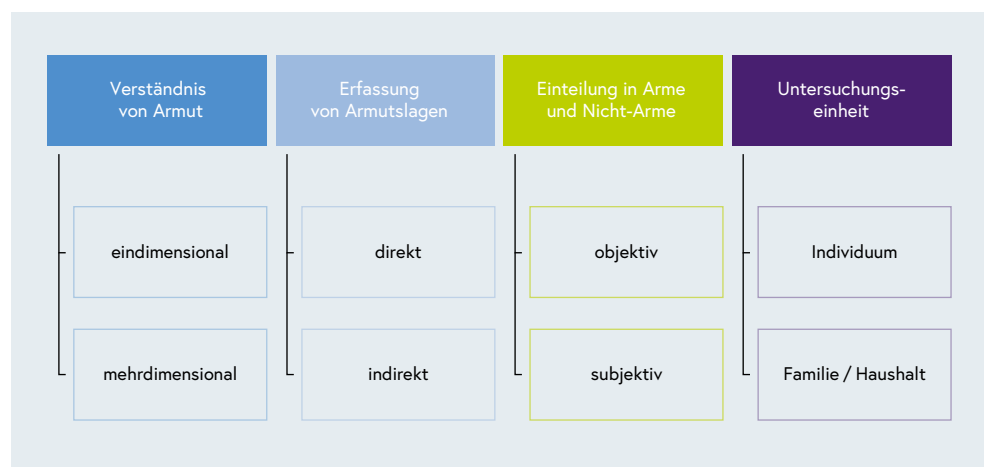 Verständnis
von Armut
Erfassung
von Armutslagen
Einteilung in Arme
und Nicht-Arme
Untersuchungs-
einheit
eindimensional
direkt
objektiv
Individuum
mehrdimensional
indirekt
subjektiv
Familie / Haushalt